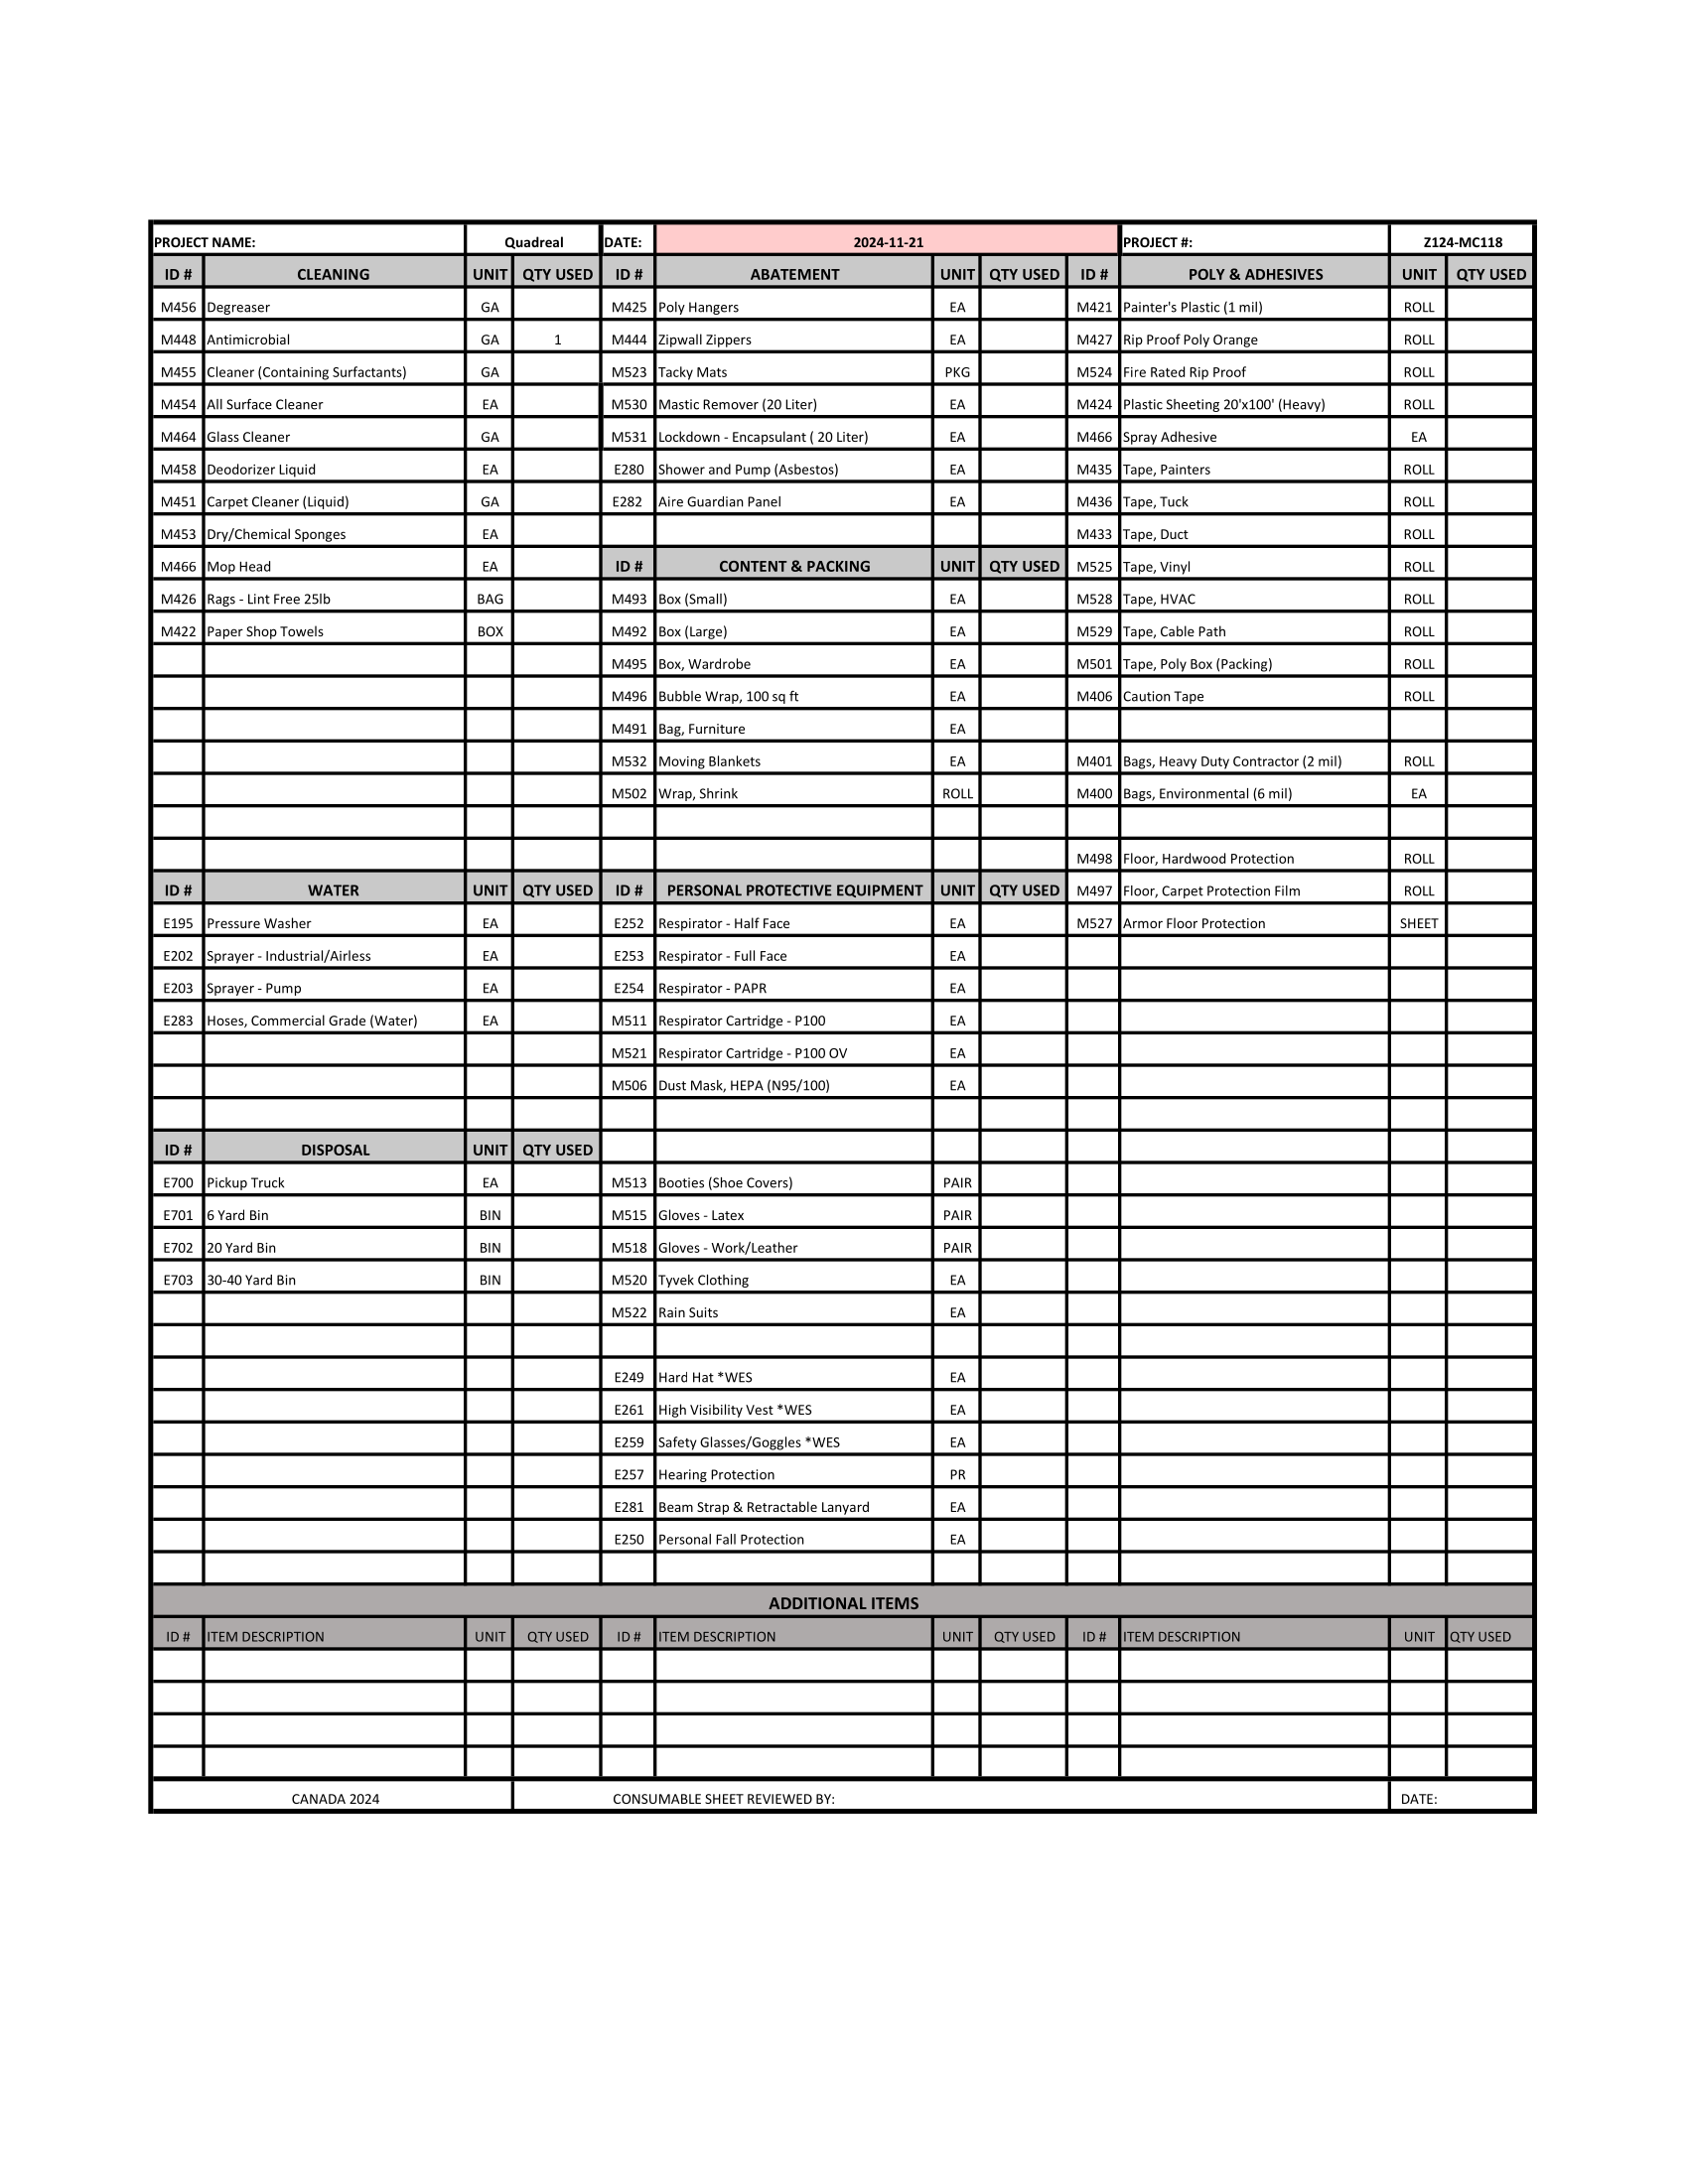 PROJECT NAME: Quadreal DATE: 2024-11-21 PROJECT #: Z124-MC118
ID # CLEANING UNIT QTY USED ID # ABATEMENT UNIT QTY USED ID # POLY & ADHESIVES UNIT QTY USED
M456 Degreaser GA M425 Poly Hangers EA M421 Painter's Plastic (1 mil) ROLL
M448 Antimicrobial GA 1 M444 Zipwall Zippers EA M427 Rip Proof Poly Orange ROLL
M455 Cleaner (Containing Surfactants) GA M523 Tacky Mats PKG M524 Fire Rated Rip Proof ROLL
M454 All Surface Cleaner EA M530 Mastic Remover (20 Liter) EA M424 Plastic Sheeting 20'x100' (Heavy) ROLL
M464 Glass Cleaner GA M531 Lockdown - Encapsulant ( 20 Liter) EA M466 Spray Adhesive EA
M458 Deodorizer Liquid EA E280 Shower and Pump (Asbestos) EA M435 Tape, Painters ROLL
M451 Carpet Cleaner (Liquid) GA E282 Aire Guardian Panel EA M436 Tape, Tuck ROLL
M453 Dry/Chemical Sponges EA M433 Tape, Duct ROLL
M466 Mop Head EA ID # CONTENT & PACKING UNIT QTY USED M525 Tape, Vinyl ROLL
M426 Rags - Lint Free 25lb BAG M493 Box (Small) EA M528 Tape, HVAC ROLL
M422 Paper Shop Towels BOX M492 Box (Large) EA M529 Tape, Cable Path ROLL
M495 Box, Wardrobe EA M501 Tape, Poly Box (Packing) ROLL
M496 Bubble Wrap, 100 sq ft EA M406 Caution Tape ROLL
M491 Bag, Furniture EA
M532 Moving Blankets EA M401 Bags, Heavy Duty Contractor (2 mil) ROLL
M502 Wrap, Shrink ROLL M400 Bags, Environmental (6 mil) EA
M498 Floor, Hardwood Protection ROLL
ID # WATER UNIT QTY USED ID # PERSONAL PROTECTIVE EQUIPMENT UNIT QTY USED M497 Floor, Carpet Protection Film ROLL
E195 Pressure Washer EA E252 Respirator - Half Face EA M527 Armor Floor Protection SHEET
E202 Sprayer - Industrial/Airless EA E253 Respirator - Full Face EA
E203 Sprayer - Pump EA E254 Respirator - PAPR EA
E283 Hoses, Commercial Grade (Water) EA M511 Respirator Cartridge - P100 EA
M521 Respirator Cartridge - P100 OV EA
M506 Dust Mask, HEPA (N95/100) EA
ID # DISPOSAL UNIT QTY USED
E700 Pickup Truck EA M513 Booties (Shoe Covers) PAIR
E701 6 Yard Bin BIN M515 Gloves - Latex PAIR
E702 20 Yard Bin BIN M518 Gloves - Work/Leather PAIR
E703 30-40 Yard Bin BIN M520 Tyvek Clothing EA
M522 Rain Suits EA
E249 Hard Hat *WES EA
E261 High Visibility Vest *WES EA
E259 Safety Glasses/Goggles *WES EA
E257 Hearing Protection PR
E281 Beam Strap & Retractable Lanyard EA
E250 Personal Fall Protection EA
ADDITIONAL ITEMS
ID # ITEM DESCRIPTION UNIT QTY USED ID # ITEM DESCRIPTION UNIT QTY USED ID # ITEM DESCRIPTION UNIT QTY USED
CANADA 2024 CONSUMABLE SHEET REVIEWED BY: DATE: